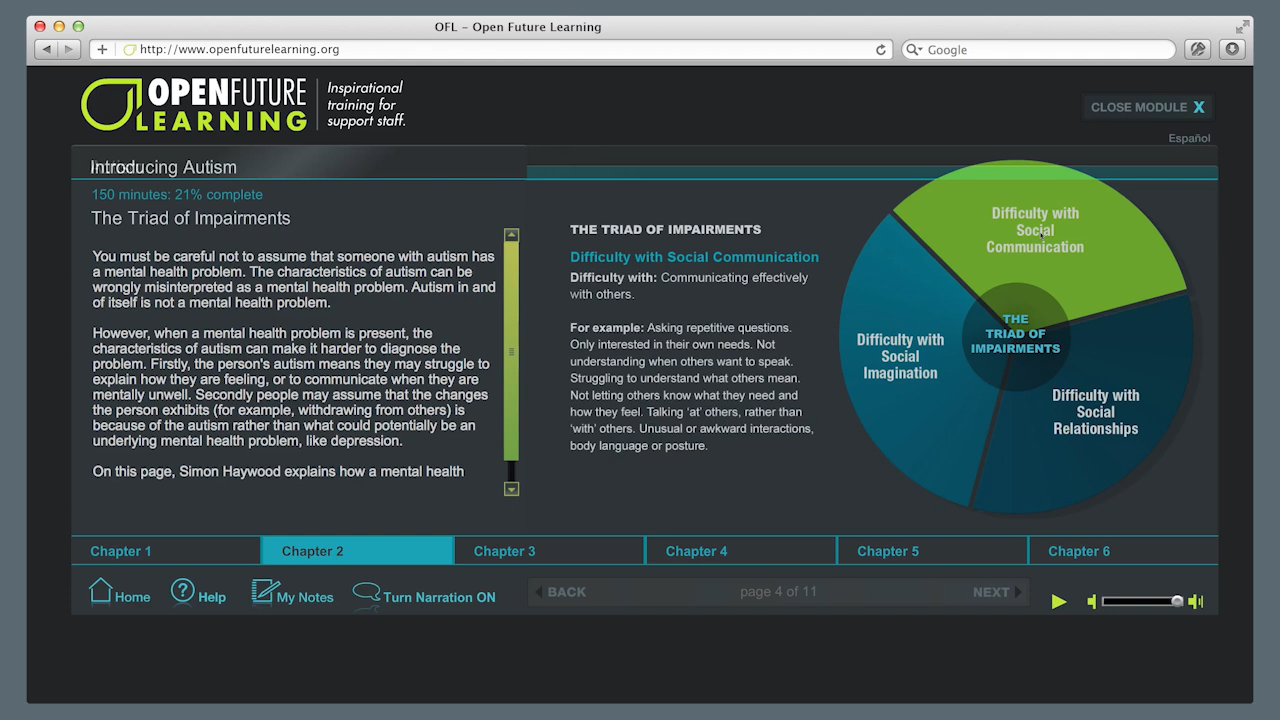 OFL – Open Future Learning
http://www.openfuturelearning.org
Google
OPENFUTURE
LEARNING
Inspirational
training for
support staff.
CLOSE MODULE X
Español
Introducing Autism
150 minutes: 21% complete
The Triad of Impairments
You must be careful not to assume that someone with autism has
a mental health problem. The characteristics of autism can be
wrongly misinterpreted as a mental health problem. Autism in and
of itself is not a mental health problem.
However, when a mental health problem is present, the
characteristics of autism can make it harder to diagnose the
problem. Firstly, the person's autism means they may struggle to
explain how they are feeling, or to communicate when they are
mentally unwell. Secondly people may assume that the changes
the person exhibits (for example, withdrawing from others) is
because of the autism rather than what could potentially be an
underlying mental health problem, like depression.
On this page, Simon Haywood explains how a mental health
THE TRIAD OF IMPAIRMENTS
Difficulty with Social Communication
Difficulty with: Communicating effectively
with others.
For example: Asking repetitive questions.
Only interested in their own needs. Not
understanding when others want to speak.
Struggling to understand what others mean.
Not letting others know what they need and
how they feel. Talking ‘at’ others, rather than
‘with’ others. Unusual or awkward interactions,
body language or posture.
Difficulty with
Social
Communication
THE
TRIAD OF
IMPAIRMENTS
Difficulty with
Social
Imagination
Difficulty with
Social
Relationships
Chapter 1
Chapter 2
Chapter 3
Chapter 4
Chapter 5
Chapter 6
Home
Help
My Notes
Turn Narration ON
BACK
page 4 of 11
NEXT